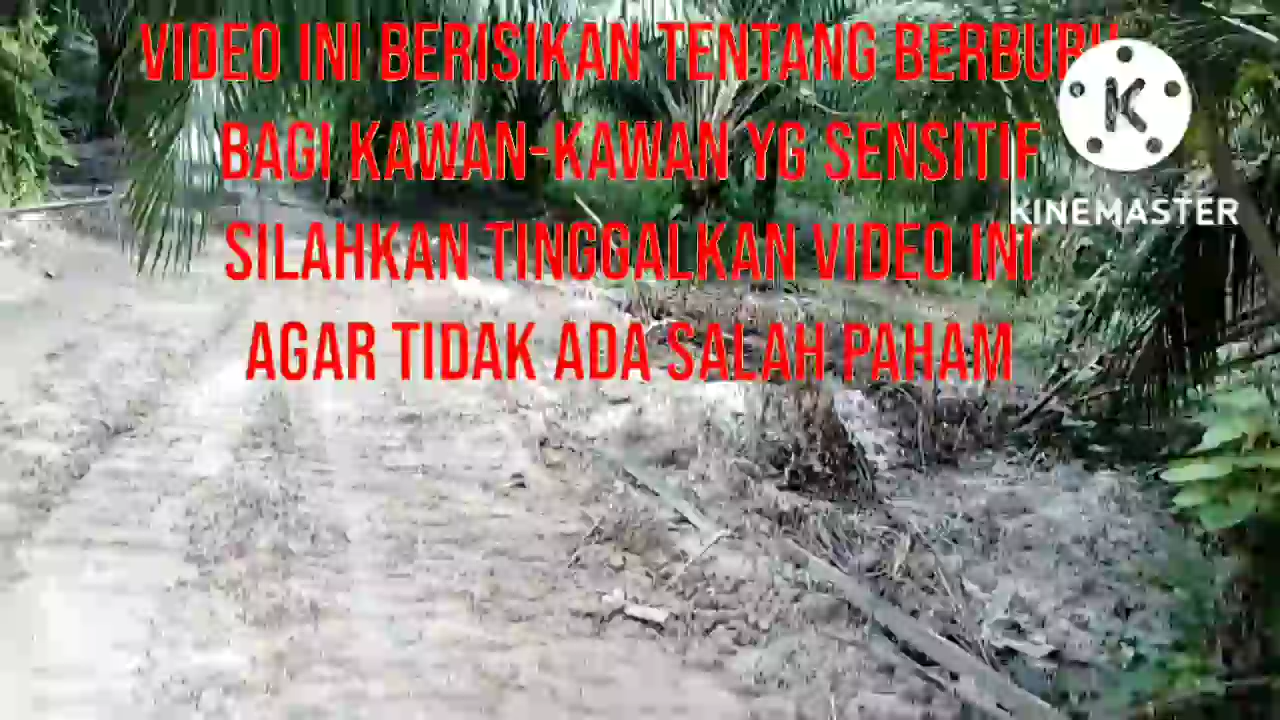 VIDEO INI BERISIKAN TENTANG BERBURU
BAGI KAWAN-KAWAN YG SENSITIF
SILAHKAN TINGGALKAN VIDEO INI
AGAR TIDAK ADA SALAH PAHAM
K
KINEMASTER